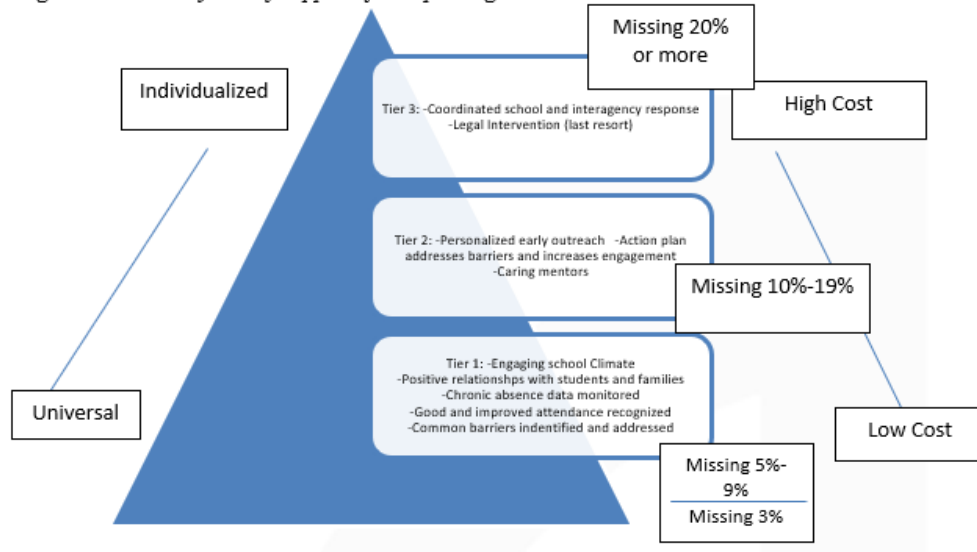 Missing 20%
or more
Individualized
High Cost
Tier 3: -Coordinated school and interagency response
-Legal Intervention (last resort)
Tier 2: -Personalized early outreach -Action plan
addresses barriers and increases engagement
-Caring mentors
Missing 10%-19%
Tier 1: -Engaging school Climate
-Positive relationshps with students and families
-Chronic absence data monitored
-Good and improved attendance recognized
-Common barriers indentified and addressed
Universal
Low Cost
Missing 5%-
9%
Missing 3%